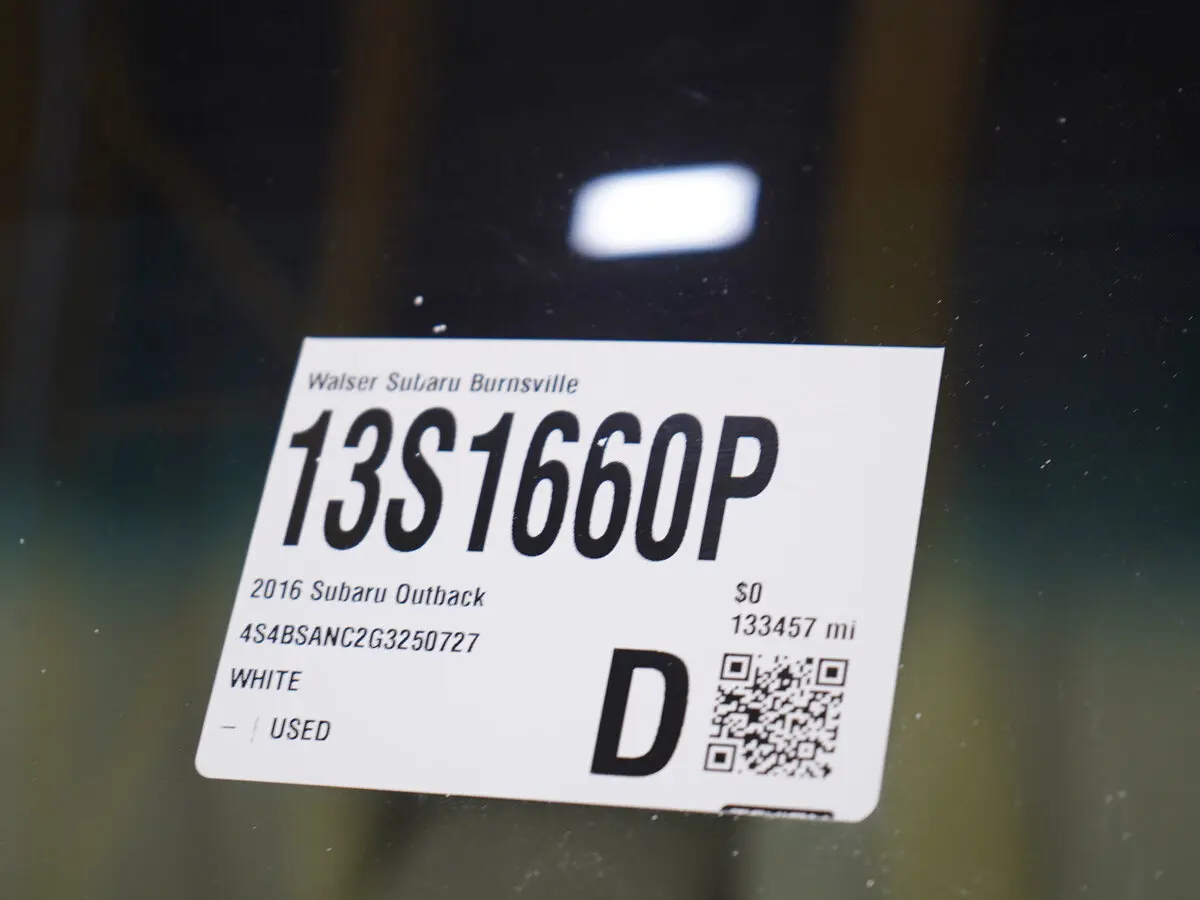 Walser Subaru Burnsville
13S1660P
2016 Subaru Outback
$0
4S4BSANC2G3250727
133457 mi
WHITE
D
– | USED